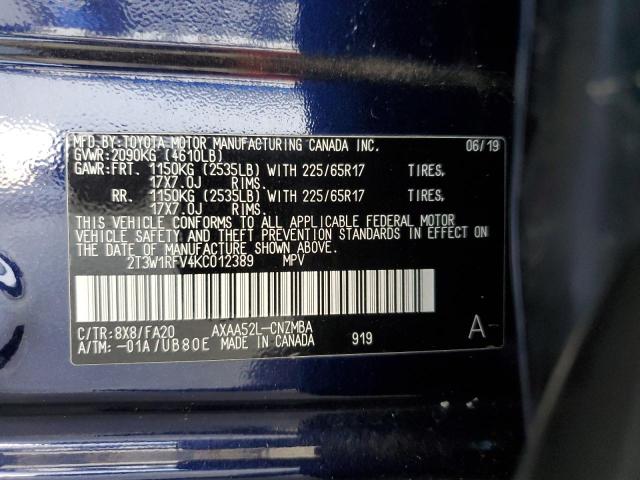 MFD.BY:TOYOTA MOTOR MANUFACTURING CANADA INC. 06/19
GVWR:2090KG (4610LB)
GAWR:FRT. 1150KG (2535LB) WITH 225/65R17 TIRES,
17X7.0J RIMS.
RR. 1150KG (2535LB) WITH 225/65R17 TIRES,
17X7.0J RIMS.
THIS VEHICLE CONFORMS TO ALL APPLICABLE FEDERAL MOTOR
VEHICLE SAFETY AND THEFT PREVENTION STANDARDS IN EFFECT ON
THE DATE OF MANUFACTURE SHOWN ABOVE.
2T3W1RFV4KC012389 MPV
C/TR:8X8/FA20 AXAA52L-CNZMBA
A/TM:-01A/UB80E MADE IN CANADA 919 A-